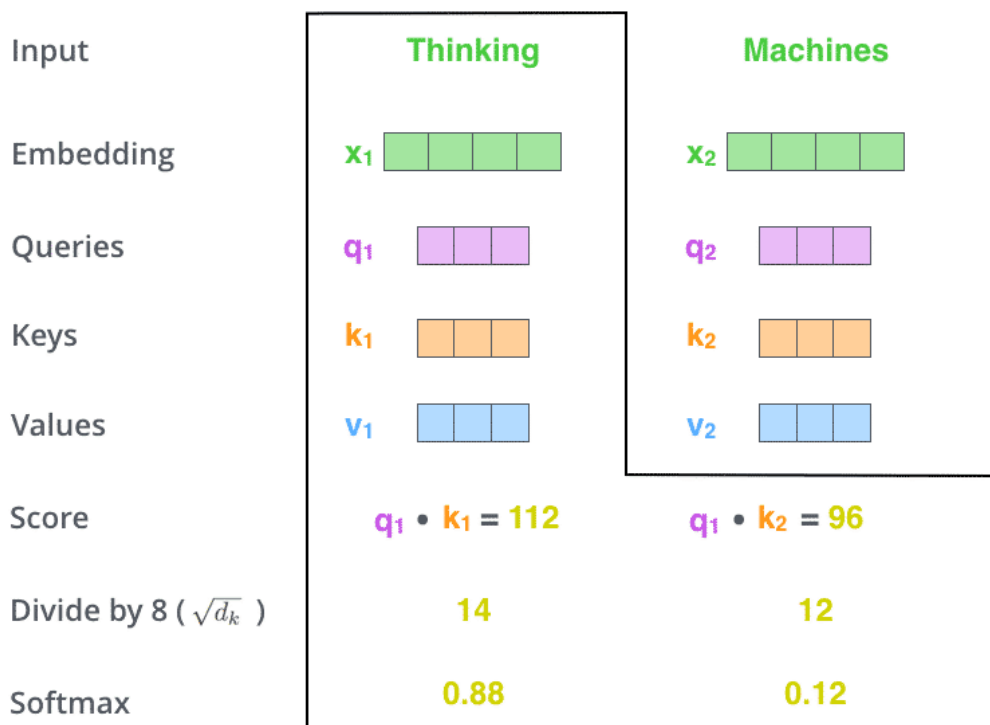 Input Thinking Machines
Embedding x₁ x₂
Queries q₁ q₂
Keys k₁ k₂
Values v₁ v₂
Score q₁ • k₁ = 112 q₁ • k₂ = 96
Divide by 8 ( √dₖ ) 14 12
Softmax 0.88 0.12